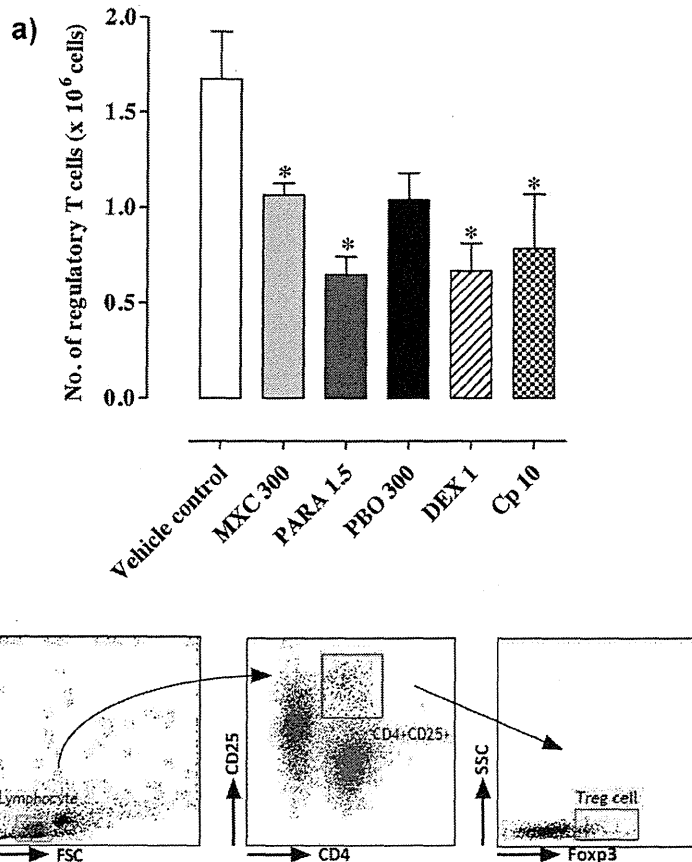 a)
No. of regulatory T cells (x 10⁶ cells)
2.0
1.5
1.0
0.5
0.0
*
*
*
*
Vehicle control
MXC 300
PARA 1.5
PBO 300
DEX 1
Cp 10
Lymphocyte
FSC
CD25
CD4+CD25+
CD4
SSC
Treg cell
Foxp3